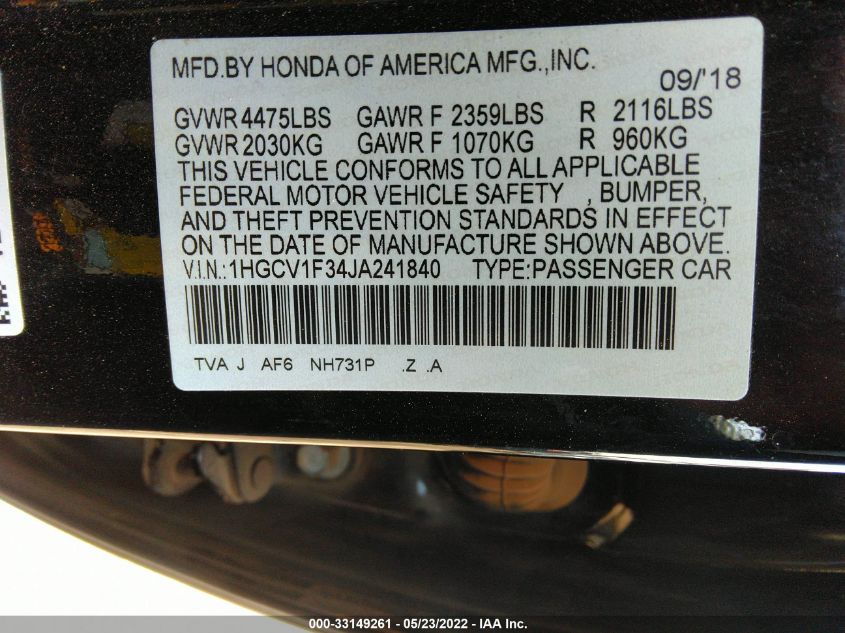 MFD.BY HONDA OF AMERICA MFG.,INC.
09/'18
GVWR 4475LBS GAWR F 2359LBS R 2116LBS
GVWR 2030KG GAWR F 1070KG R 960KG
THIS VEHICLE CONFORMS TO ALL APPLICABLE
FEDERAL MOTOR VEHICLE SAFETY , BUMPER,
AND THEFT PREVENTION STANDARDS IN EFFECT
ON THE DATE OF MANUFACTURE SHOWN ABOVE.
V.I.N.:1HGCV1F34JA241840 TYPE:PASSENGER CAR
TVA J AF6 NH731P .Z .A
000-33149261 - 05/23/2022 - IAA Inc.